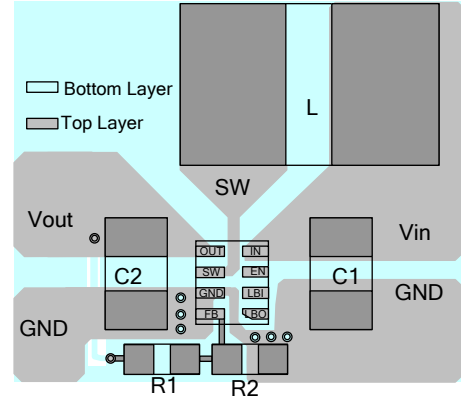 Bottom Layer
Top Layer
L
SW
Vout
Vin
OUT IN
SW EN
C2
C1
GND LBI
GND
FB LBO
GND
R1
R2